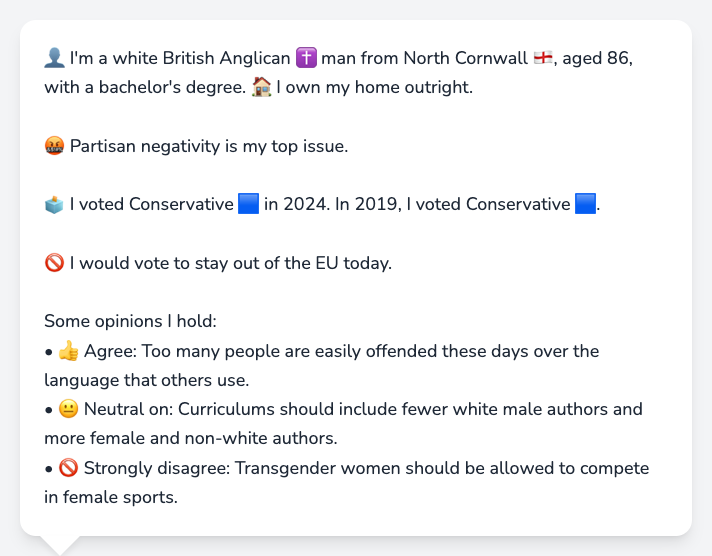 👤 I'm a white British Anglican ✝️ man from North Cornwall 🏴󠁧󠁢󠁥󠁮󠁧󠁿, aged 86,
with a bachelor's degree. 🏠 I own my home outright.
🤬 Partisan negativity is my top issue.
🗳️ I voted Conservative 🟦 in 2024. In 2019, I voted Conservative 🟦.
🚫 I would vote to stay out of the EU today.
Some opinions I hold:
• 👍 Agree: Too many people are easily offended these days over the
language that others use.
• 😐 Neutral on: Curriculums should include fewer white male authors and
more female and non-white authors.
• 🚫 Strongly disagree: Transgender women should be allowed to compete
in female sports.